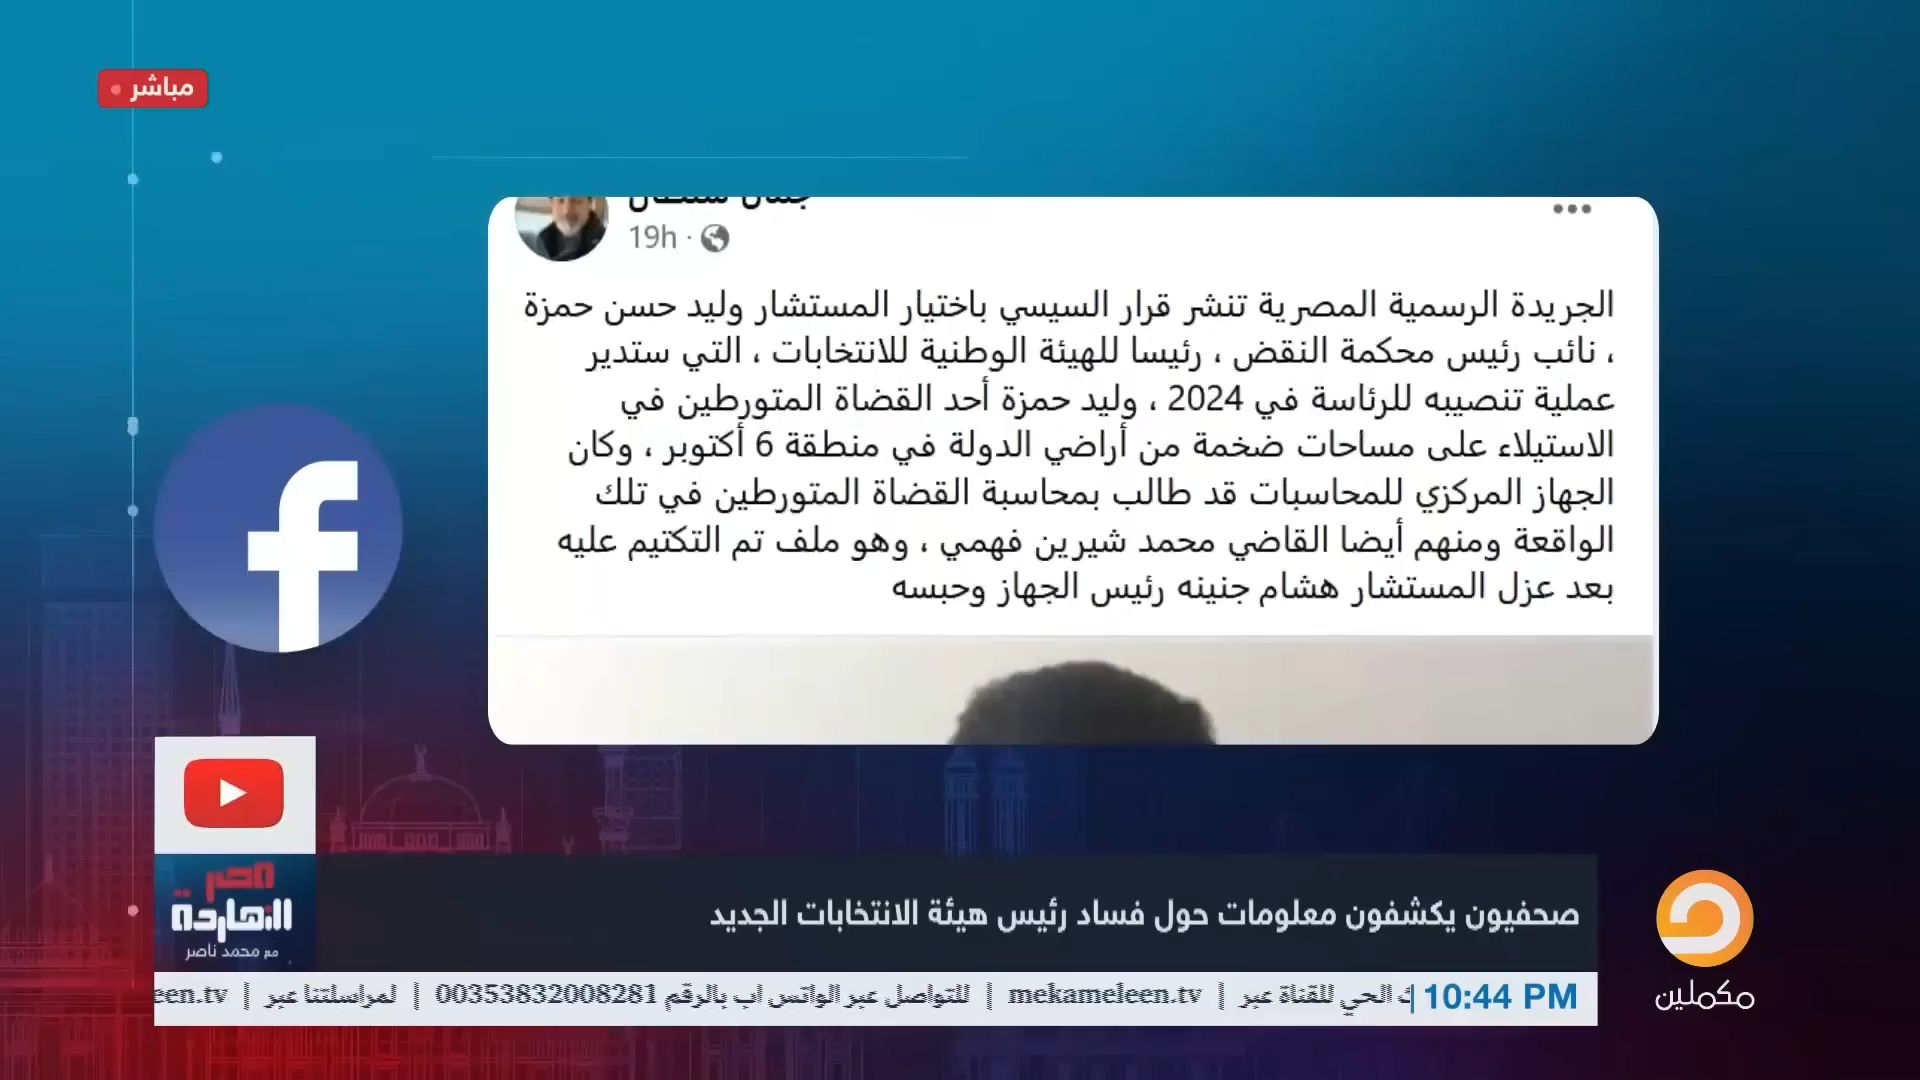 مباشر
19h
الجريدة الرسمية المصرية تنشر قرار السيسي باختيار المستشار وليد حسن حمزة
، نائب رئيس محكمة النقض ، رئيسا للهيئة الوطنية للانتخابات ، التي ستدير
عملية تنصيبه للرئاسة في 2024 ، وليد حمزة أحد القضاة المتورطين في
الاستيلاء على مساحات ضخمة من أراضي الدولة في منطقة 6 أكتوبر ، وكان
الجهاز المركزي للمحاسبات قد طالب بمحاسبة القضاة المتورطين في تلك
الواقعة ومنهم أيضا القاضي محمد شيرين فهمي ، وهو ملف تم التكتيم عليه
بعد عزل المستشار هشام جنينه رئيس الجهاز وحبسه
مصر
النهاردة
مع محمد ناصر
صحفيون يكشفون معلومات حول فساد رئيس هيئة الانتخابات الجديد
10:44 PM
الحي للقناة عبر | mekameleen.tv | للتواصل عبر الواتس اب بالرقم 00353832008281 | لمراسلتنا عبر | een.tv
مكملين